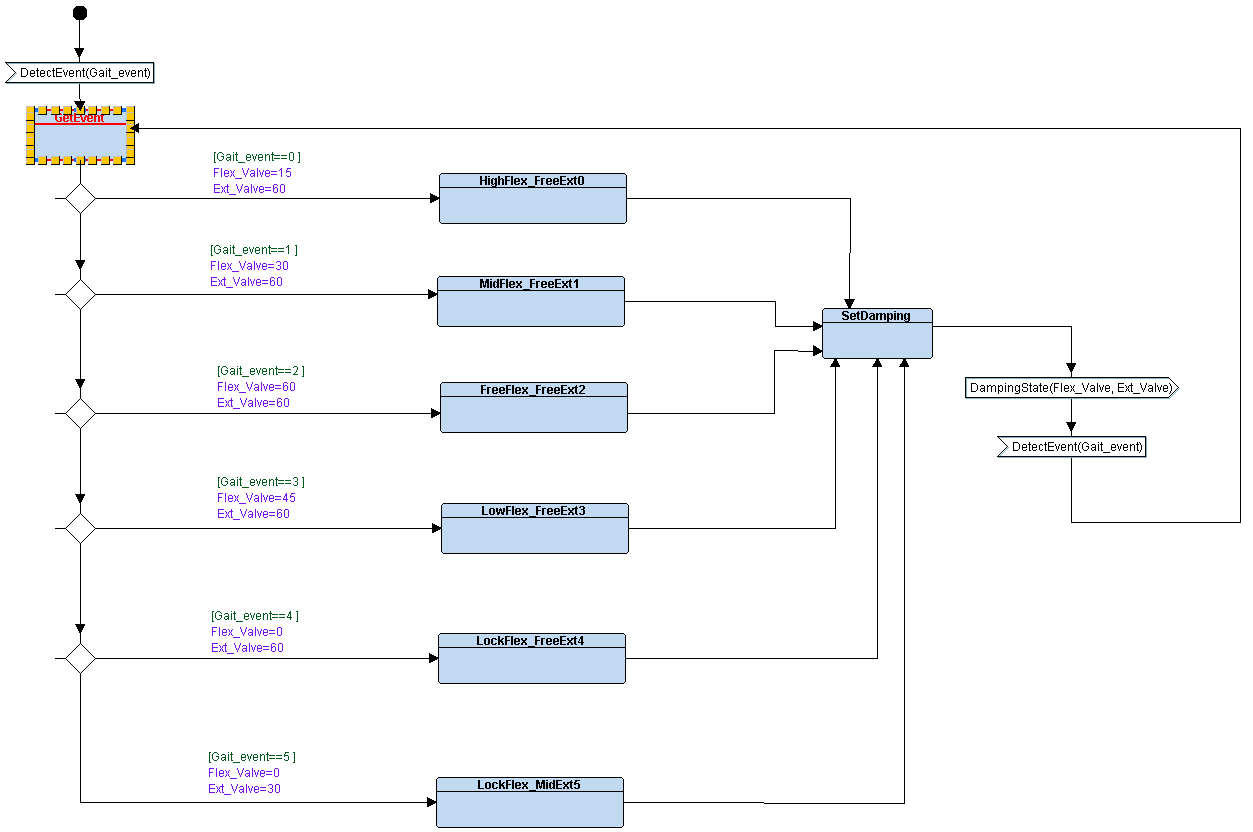 DetectEvent(Gait_event)
GetEvent
[Gait_event==0 ]
Flex_Valve=15
Ext_Valve=60
HighFlex_FreeExt0
[Gait_event==1 ]
Flex_Valve=30
Ext_Valve=60
MidFlex_FreeExt1
SetDamping
[Gait_event==2 ]
Flex_Valve=60
Ext_Valve=60
FreeFlex_FreeExt2
DampingState(Flex_Valve, Ext_Valve)
DetectEvent(Gait_event)
[Gait_event==3 ]
Flex_Valve=45
Ext_Valve=60
LowFlex_FreeExt3
[Gait_event==4 ]
Flex_Valve=0
Ext_Valve=60
LockFlex_FreeExt4
[Gait_event==5 ]
Flex_Valve=0
Ext_Valve=30
LockFlex_MidExt5